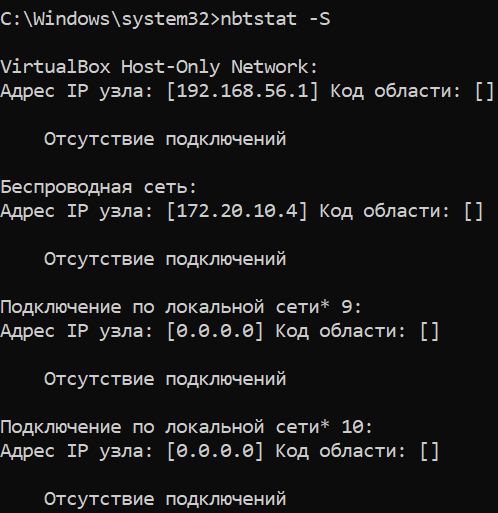 C:\Windows\system32>nbtstat -S
VirtualBox Host-Only Network:
Адрес IP узла: [192.168.56.1] Код области: []
Отсутствие подключений
Беспроводная сеть:
Адрес IP узла: [172.20.10.4] Код области: []
Отсутствие подключений
Подключение по локальной сети* 9:
Адрес IP узла: [0.0.0.0] Код области: []
Отсутствие подключений
Подключение по локальной сети* 10:
Адрес IP узла: [0.0.0.0] Код области: []
Отсутствие подключений